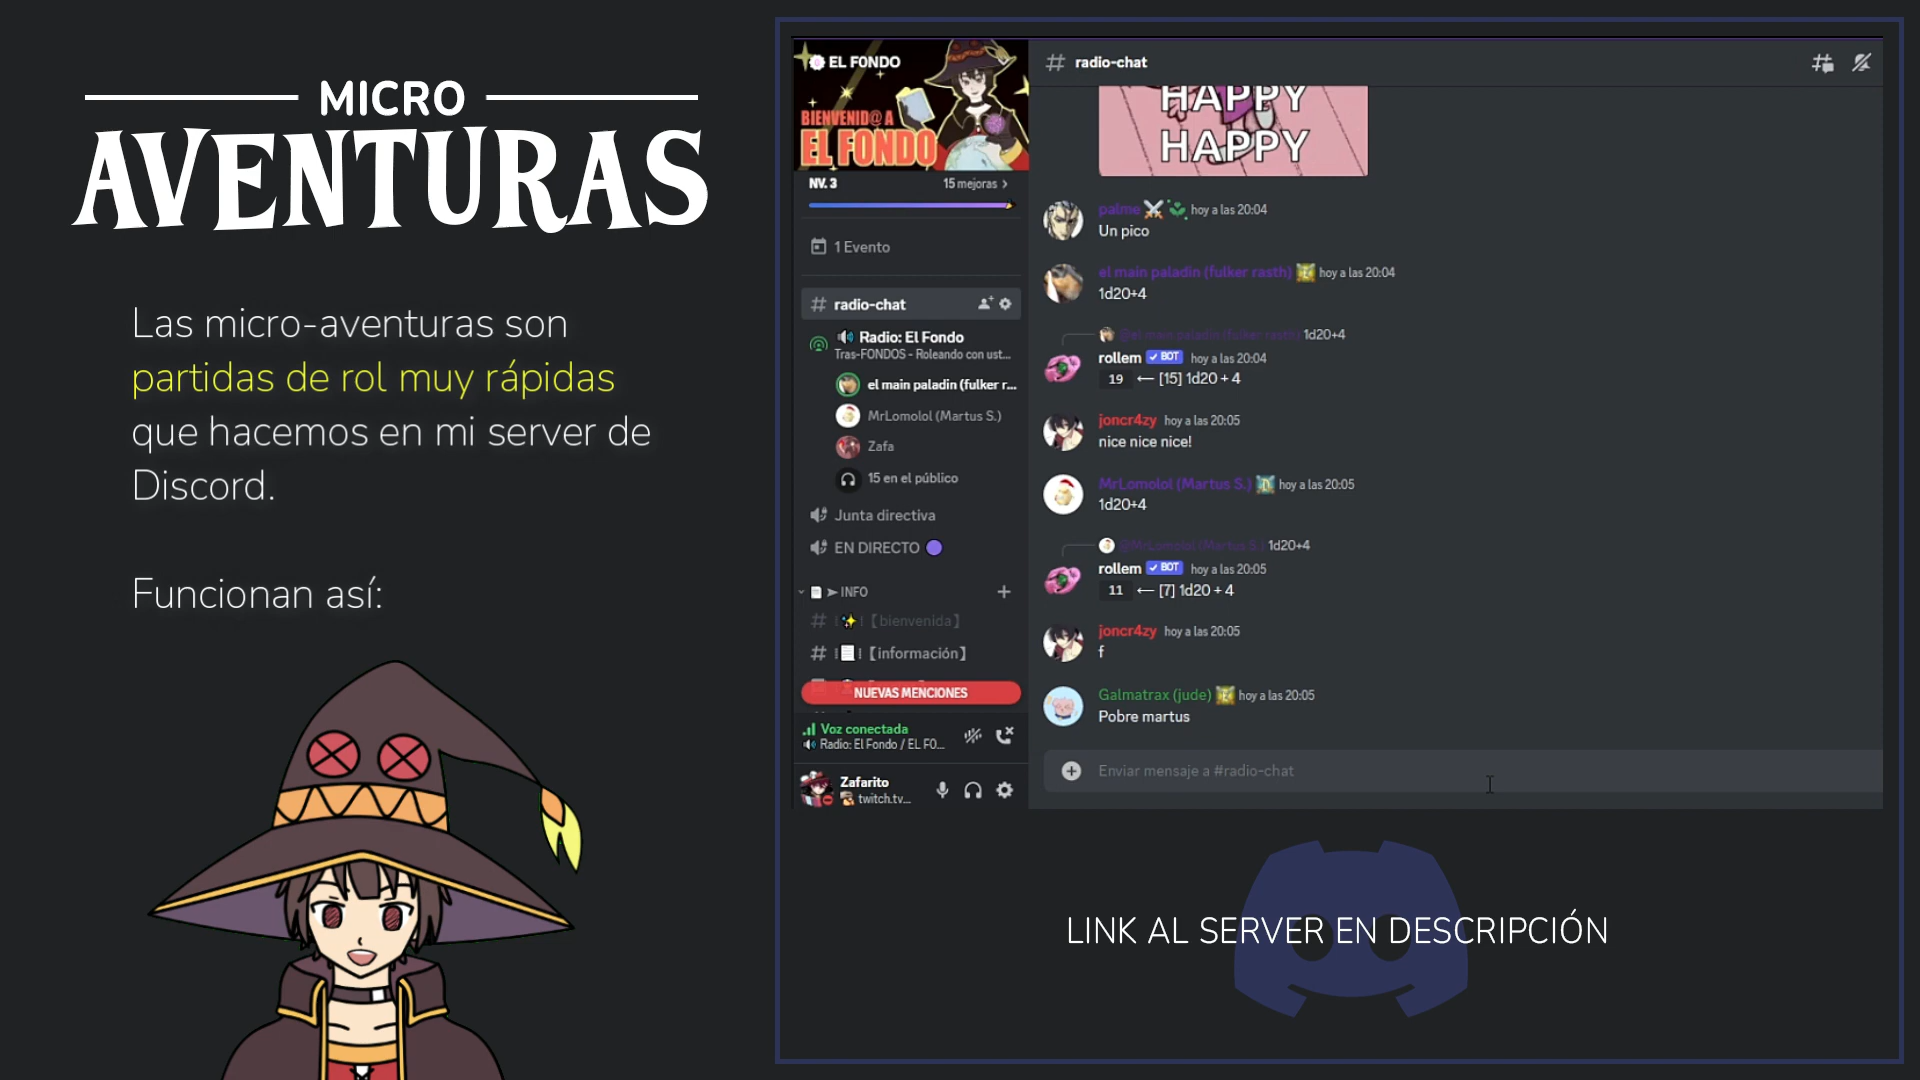 MICRO
AVENTURAS
Las micro-aventuras son
partidas de rol muy rápidas
que hacemos en mi server de
Discord.
Funcionan así:
EL FONDO
BIENVENID@ A
EL FONDO
NV. 3
15 mejoras
1 Evento
radio-chat
Radio: El Fondo
Tras-FONDOS - Roleando con ust...
el main paladin (fulker r...
MrLomolol (Martus S.)
Zafa
15 en el público
Junta directiva
EN DIRECTO
INFO
【bienvenida】
【información】
NUEVAS MENCIONES
Voz conectada
Radio: El Fondo / EL FO...
Zafarito
twitch.tv...
radio-chat
HAPPY
HAPPY
palme hoy a las 20:04
Un pico
el main paladin (fulker rasth) hoy a las 20:04
1d20+4
@el main paladin (fulker rasth) 1d20+4
rollem BOT hoy a las 20:04
19 ⟵ [15] 1d20 + 4
joncr4zy hoy a las 20:05
nice nice nice!
MrLomolol (Martus S.) hoy a las 20:05
1d20+4
@MrLomolol (Martus S.) 1d20+4
rollem BOT hoy a las 20:05
11 ⟵ [7] 1d20 + 4
joncr4zy hoy a las 20:05
f
Galmatrax (jude) hoy a las 20:05
Pobre martus
Enviar mensaje a #radio-chat
LINK AL SERVER EN DESCRIPCIÓN